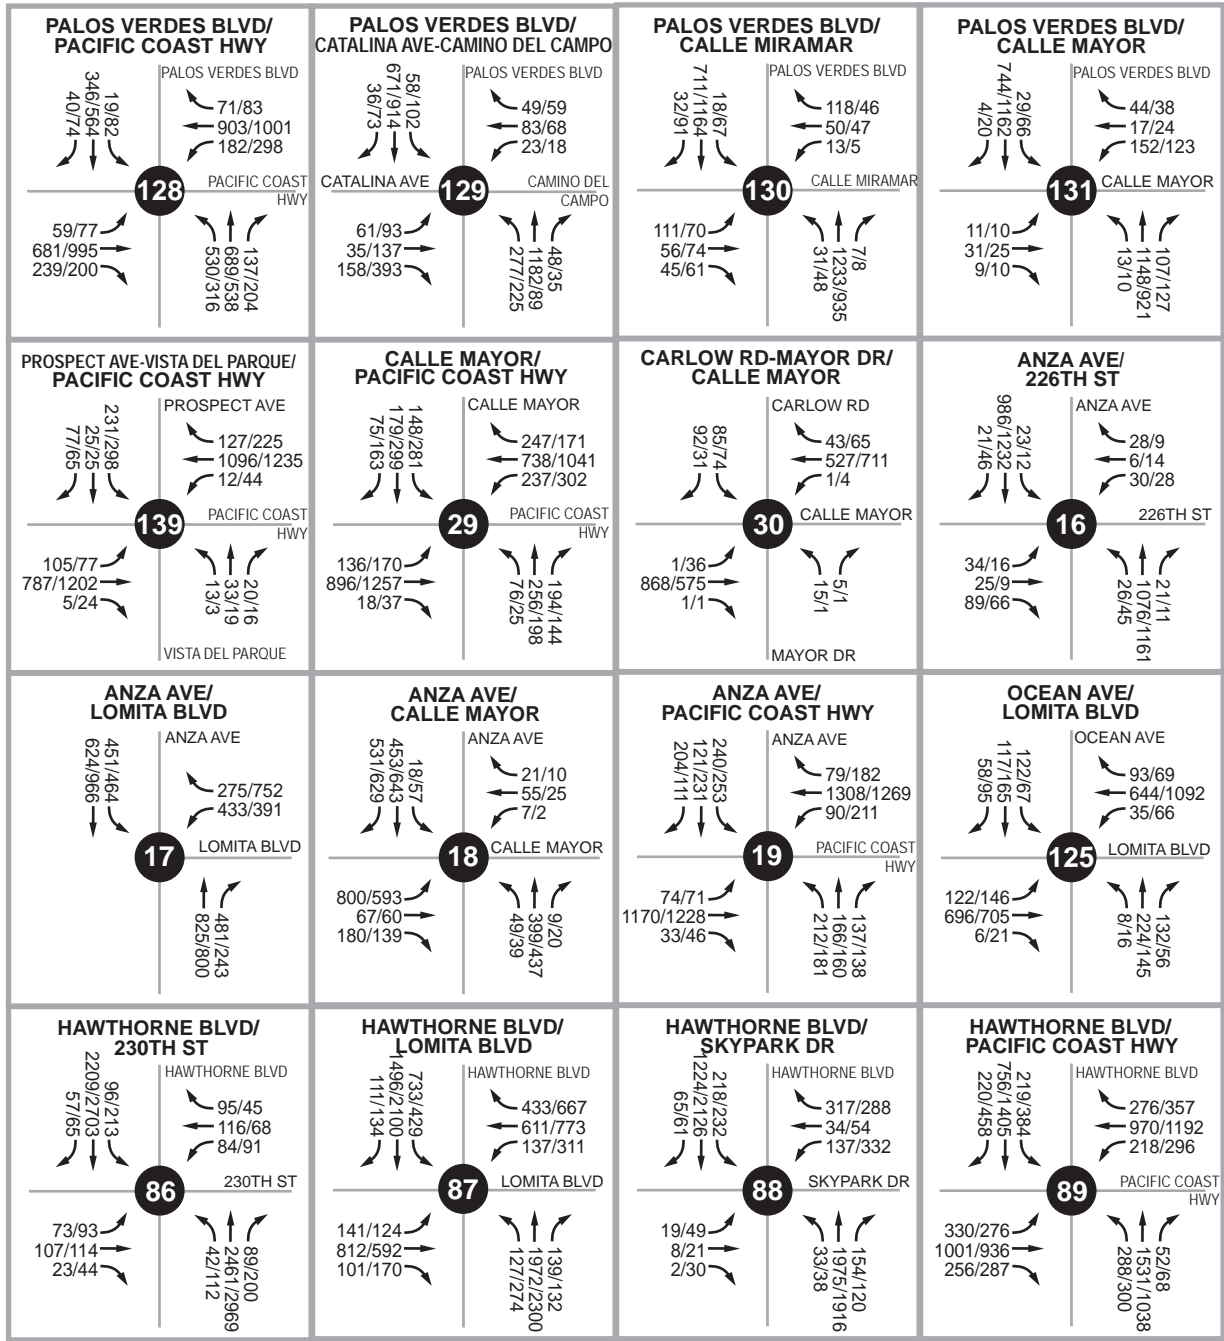 PALOS VERDES BLVD/
PACIFIC COAST HWY
40/74
346/564
19/82
PALOS VERDES BLVD
71/83
903/1001
182/298
128
PACIFIC COAST
HWY
59/77
681/995
239/200
530/316
689/538
137/204
PALOS VERDES BLVD/
CATALINA AVE-CAMINO DEL CAMPO
36/73
671/914
58/102
PALOS VERDES BLVD
49/59
83/68
23/18
CATALINA AVE
129
CAMINO DEL
CAMPO
61/93
35/137
158/393
277/225
1182/89
48/35
PALOS VERDES BLVD/
CALLE MIRAMAR
32/91
711/1164
18/67
PALOS VERDES BLVD
118/46
50/47
13/5
130
CALLE MIRAMAR
111/70
56/74
45/61
31/48
1233/935
7/8
PALOS VERDES BLVD/
CALLE MAYOR
4/20
744/1162
29/66
PALOS VERDES BLVD
44/38
17/24
152/123
131
CALLE MAYOR
11/10
31/25
9/10
13/10
1148/921
107/127
PROSPECT AVE-VISTA DEL PARQUE/
PACIFIC COAST HWY
77/65
25/25
231/298
PROSPECT AVE
127/225
1096/1235
12/44
139
PACIFIC COAST
HWY
105/77
787/1202
5/24
13/3
33/19
20/16
VISTA DEL PARQUE
CALLE MAYOR/
PACIFIC COAST HWY
75/163
179/299
148/281
CALLE MAYOR
247/171
738/1041
237/302
29
PACIFIC COAST
HWY
136/170
896/1257
18/37
76/25
256/198
194/144
CARLOW RD-MAYOR DR/
CALLE MAYOR
92/31
85/74
CARLOW RD
43/65
527/711
1/4
30
CALLE MAYOR
1/36
868/575
1/1
15/1
5/1
MAYOR DR
ANZA AVE/
226TH ST
21/46
986/1232
23/12
ANZA AVE
28/9
6/14
30/28
16
226TH ST
34/16
25/9
89/66
26/45
1076/1161
21/11
ANZA AVE/
LOMITA BLVD
624/966
451/464
ANZA AVE
275/752
433/391
17
LOMITA BLVD
825/800
481/243
ANZA AVE/
CALLE MAYOR
531/629
453/643
18/57
ANZA AVE
21/10
55/25
7/2
18
CALLE MAYOR
800/593
67/60
180/139
49/39
399/437
9/20
ANZA AVE/
PACIFIC COAST HWY
204/111
121/231
240/253
ANZA AVE
79/182
1308/1269
90/211
19
PACIFIC COAST
HWY
74/71
1170/1228
33/46
212/181
166/160
137/138
OCEAN AVE/
LOMITA BLVD
58/95
117/165
122/67
OCEAN AVE
93/69
644/1092
35/66
125
LOMITA BLVD
122/146
696/705
6/21
8/16
224/145
132/56
HAWTHORNE BLVD/
230TH ST
57/65
2209/2703
96/213
HAWTHORNE BLVD
95/45
116/68
84/91
86
230TH ST
73/93
107/114
23/44
42/112
2461/2969
89/200
HAWTHORNE BLVD/
LOMITA BLVD
111/134
1496/2100
733/429
HAWTHORNE BLVD
433/667
611/773
137/311
87
LOMITA BLVD
141/124
812/592
101/170
127/274
1972/2300
139/132
HAWTHORNE BLVD/
SKYPARK DR
65/61
1224/2126
218/232
HAWTHORNE BLVD
317/288
34/54
137/332
88
SKYPARK DR
19/49
8/21
2/30
33/38
1975/1916
154/120
HAWTHORNE BLVD/
PACIFIC COAST HWY
220/458
756/1405
219/384
HAWTHORNE BLVD
276/357
970/1192
218/296
89
PACIFIC COAST
HWY
330/276
1001/936
256/287
288/300
1531/1038
52/68